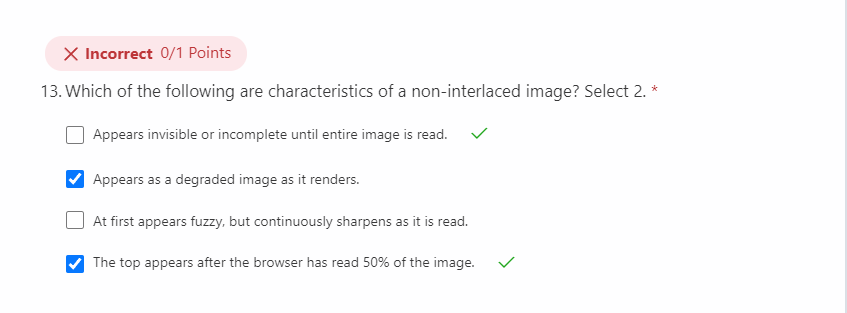 Incorrect 0/1 Points
13. Which of the following are characteristics of a non-interlaced image? Select 2. *
Appears invisible or incomplete until entire image is read.
Appears as a degraded image as it renders.
At first appears fuzzy, but continuously sharpens as it is read.
The top appears after the browser has read 50% of the image.